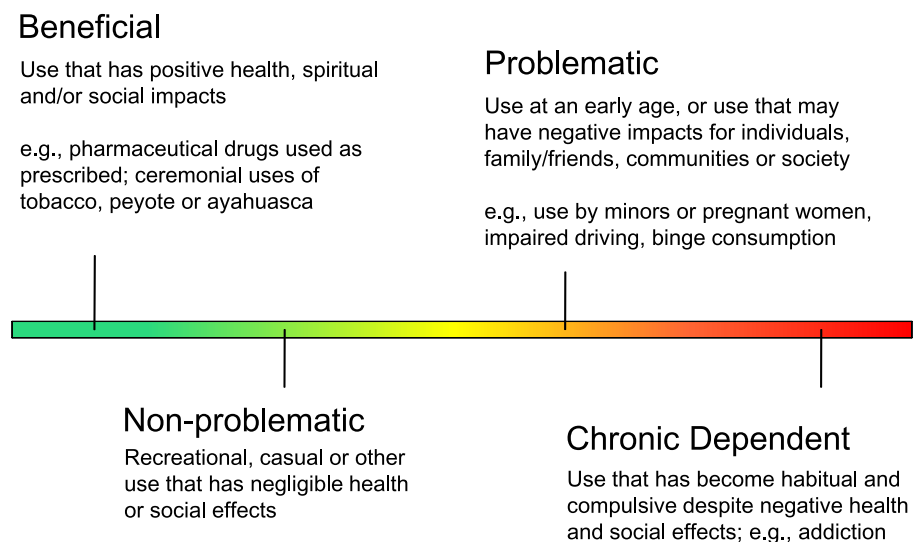 Beneficial
Use that has positive health, spiritual
and/or social impacts
e.g., pharmaceutical drugs used as
prescribed; ceremonial uses of
tobacco, peyote or ayahuasca
Problematic
Use at an early age, or use that may
have negative impacts for individuals,
family/friends, communities or society
e.g., use by minors or pregnant women,
impaired driving, binge consumption
Non-problematic
Recreational, casual or other
use that has negligible health
or social effects
Chronic Dependent
Use that has become habitual and
compulsive despite negative health
and social effects; e.g., addiction